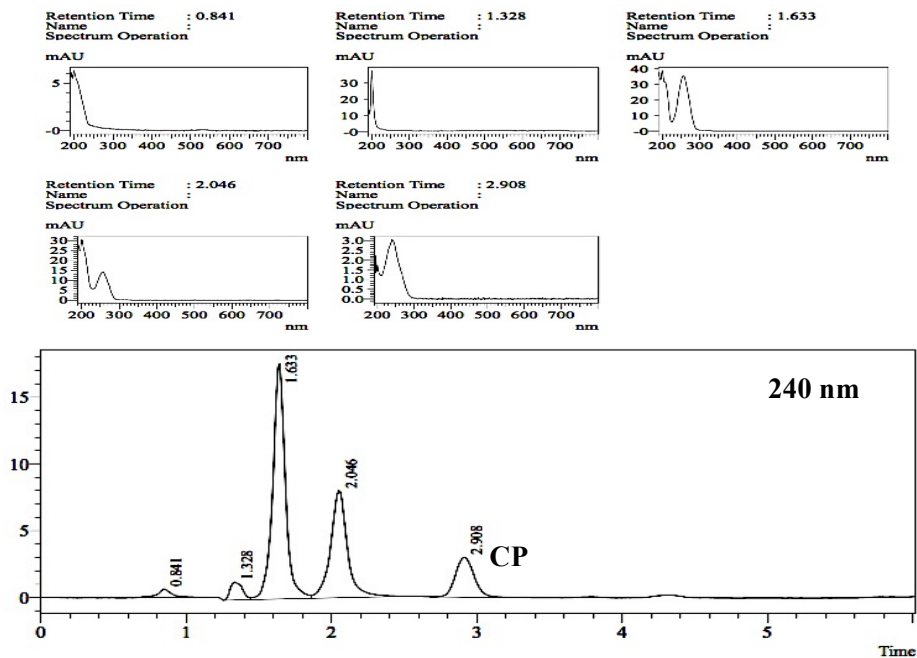 Retention Time : 0.841
Name :
Spectrum Operation
mAU
5
-0
200 300 400 500 600 700
nm
Retention Time : 1.328
Name :
Spectrum Operation
mAU
30
20
10
-0
200 300 400 500 600 700
nm
Retention Time : 1.633
Name :
Spectrum Operation
mAU
40
30
20
10
0
200 300 400 500 600 700
nm
Retention Time : 2.046
Name :
Spectrum Operation
mAU
30
25
20
15
10
5
0
200 300 400 500 600 700
nm
Retention Time : 2.908
Name :
Spectrum Operation
mAU
3.0
2.5
2.0
1.5
1.0
0.5
0.0
200 300 400 500 600 700
nm
240 nm
15
10
5
0
0.841
1.328
1.633
2.046
2.908
CP
0 1 2 3 4 5
Time